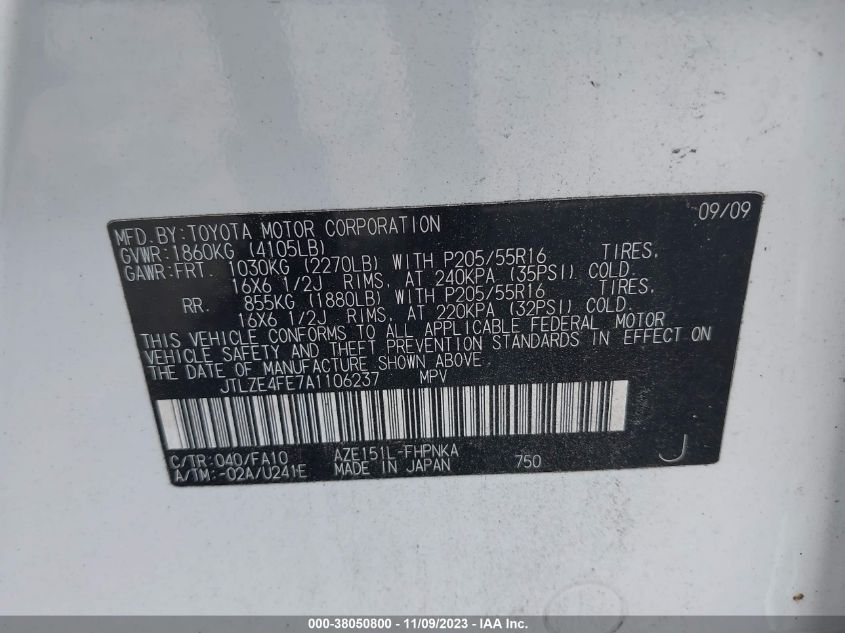 MFD.BY:TOYOTA MOTOR CORPORATION 09/09
GVWR:1860KG (4105LB)
GAWR:FRT. 1030KG (2270LB) WITH P205/55R16 TIRES,
16X6 1/2J RIMS, AT 240KPA (35PSI) COLD.
RR. 855KG (1880LB) WITH P205/55R16 TIRES,
16X6 1/2J RIMS, AT 220KPA (32PSI) COLD.
THIS VEHICLE CONFORMS TO ALL APPLICABLE FEDERAL MOTOR
VEHICLE SAFETY AND THEFT PREVENTION STANDARDS IN EFFECT ON
THE DATE OF MANUFACTURE SHOWN ABOVE.
JTLZE4FE7A1106237 MPV
C/TR:040/FA10 AZE151L-FHPNKA
A/TM:-02A/U241E MADE IN JAPAN 750 J
000-38050800 - 11/09/2023 - IAA Inc.